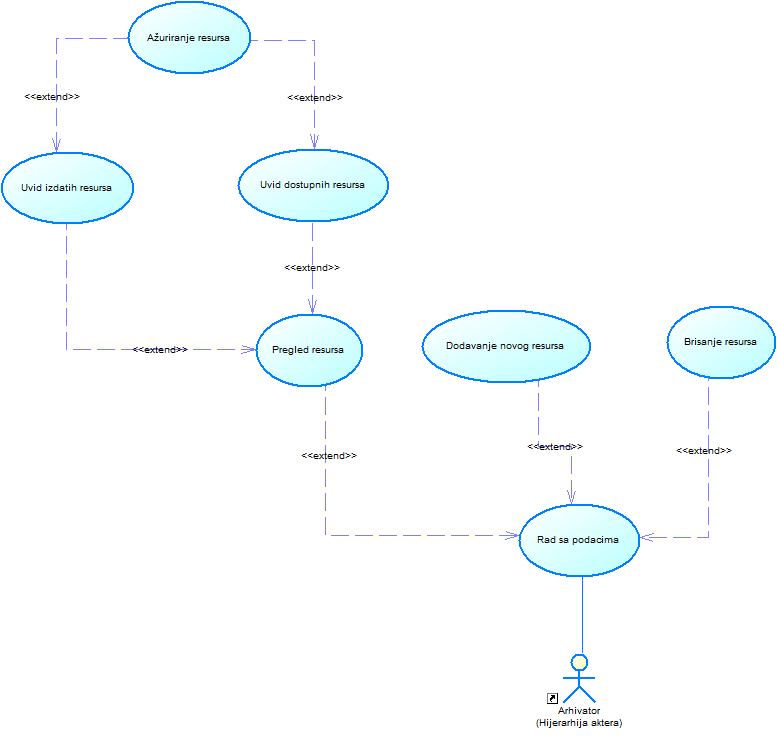 Ažuriranje resursa
<<extend>>
<<extend>>
Uvid izdatih resursa
Uvid dostupnih resursa
<<extend>>
<<extend>>
Pregled resursa
Dodavanje novog resursa
Brisanje resursa
<<extend>>
<<extend>>
<<extend>>
Rad sa podacima
Arhivator
(Hijerarhija aktera)